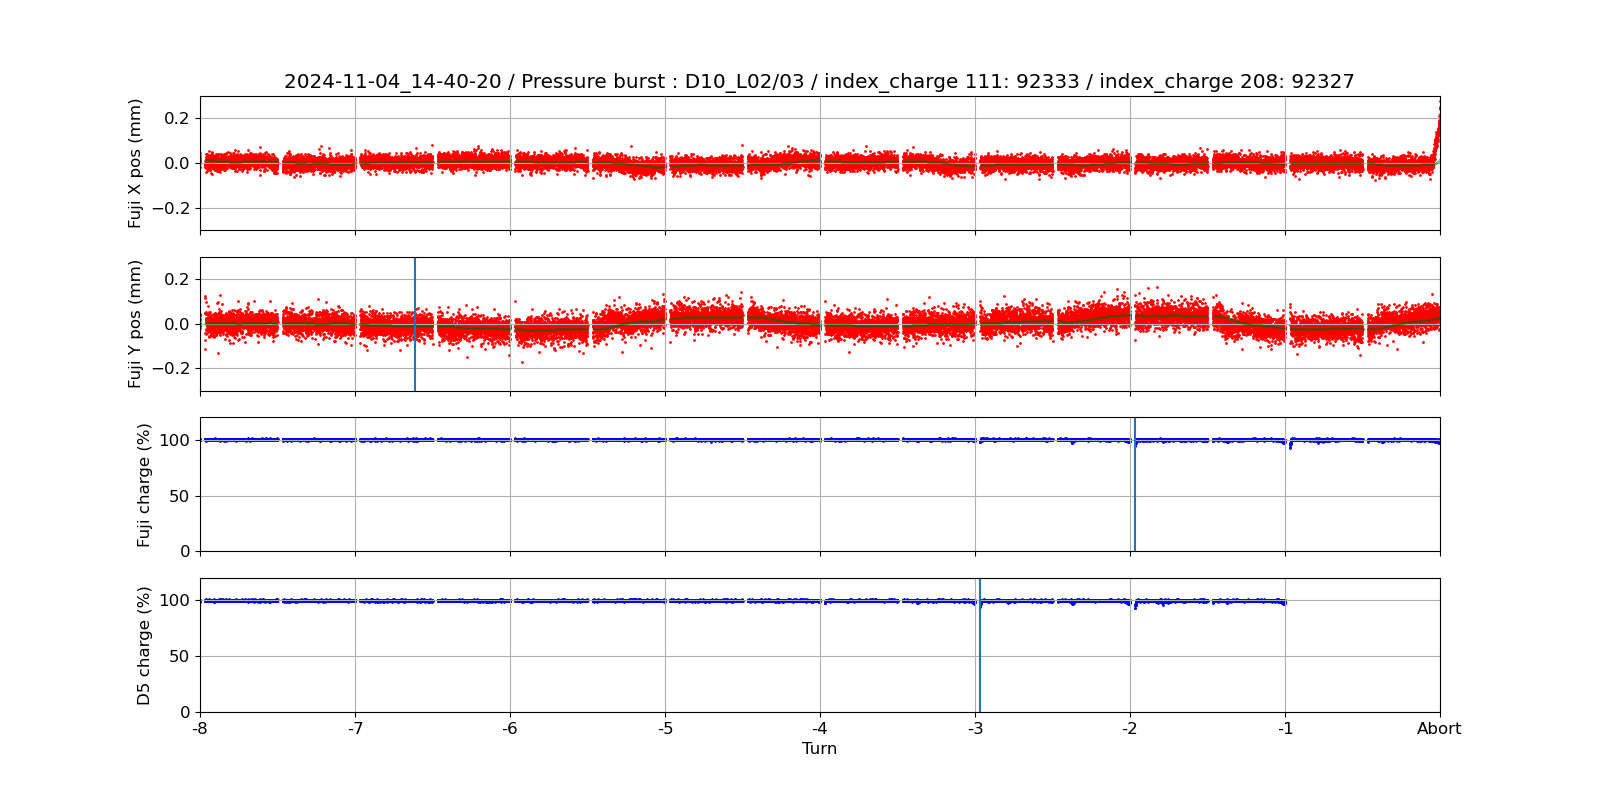 2024-11-04_14-40-20 / Pressure burst : D10_L02/03 / index_charge 111: 92333 / index_charge 208: 92327
Fuji X pos (mm)
0.2
0.0
−0.2
Fuji Y pos (mm)
0.2
0.0
−0.2
Fuji charge (%)
100
50
0
D5 charge (%)
100
50
0
-8 -7 -6 -5 -4 -3 -2 -1 Abort
Turn